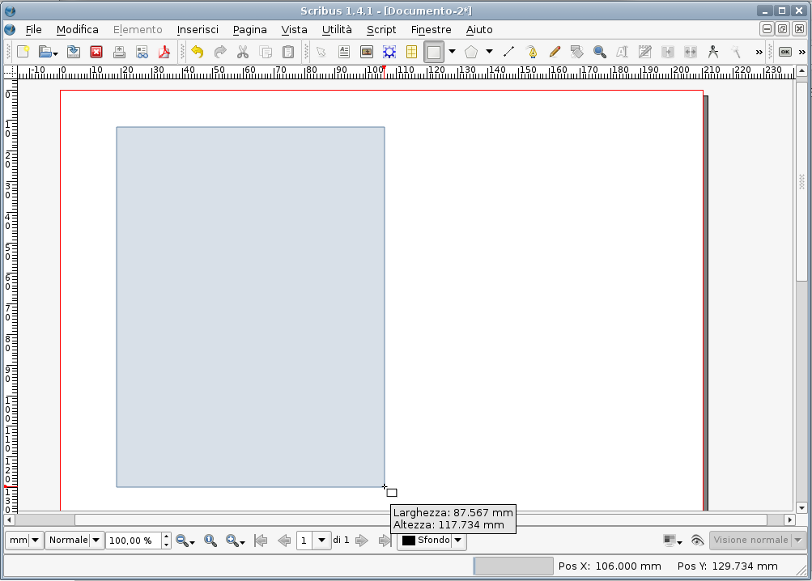 Scribus 1.4.1 - [Documento-2*]
File Modifica Elemento Inserisci Pagina Vista Utilità Script Finestre Aiuto
-10 0 10 20 30 40 50 60 70 80 90 100 110 120 130 140 150 160 170 180 190 200 210 220 230
0
10
20
30
40
50
60
70
80
90
100
110
120
130
Larghezza: 87.567 mm
Altezza: 117.734 mm
mm Normale 100,00 % 1 di 1 Sfondo Visione normale
Pos X: 106.000 mm Pos Y: 129.734 mm